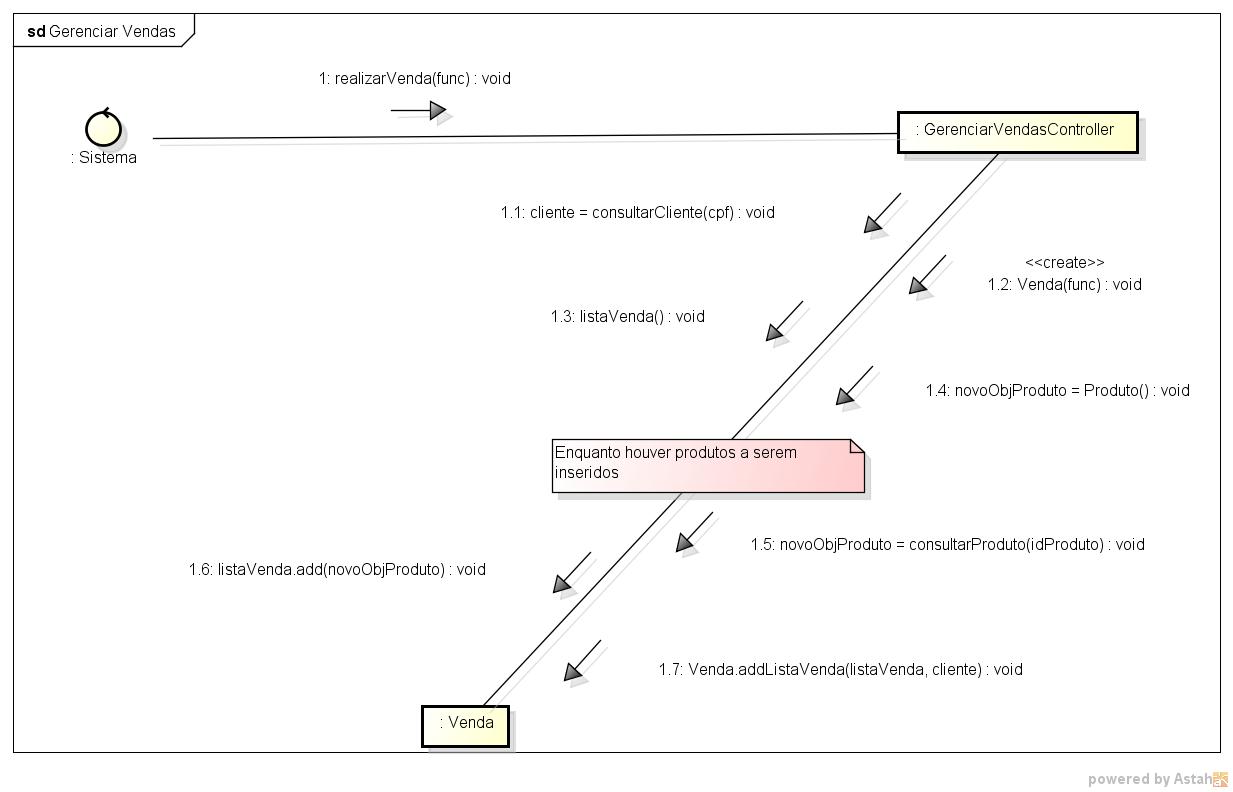 sd Gerenciar Vendas
1: realizarVenda(func) : void
: Sistema
: GerenciarVendasController
1.1: cliente = consultarCliente(cpf) : void
<<create>>
1.2: Venda(func) : void
1.3: listaVenda() : void
1.4: novoObjProduto = Produto() : void
Enquanto houver produtos a serem
inseridos
1.5: novoObjProduto = consultarProduto(idProduto) : void
1.6: listaVenda.add(novoObjProduto) : void
1.7: Venda.addListaVenda(listaVenda, cliente) : void
: Venda
powered by Astah